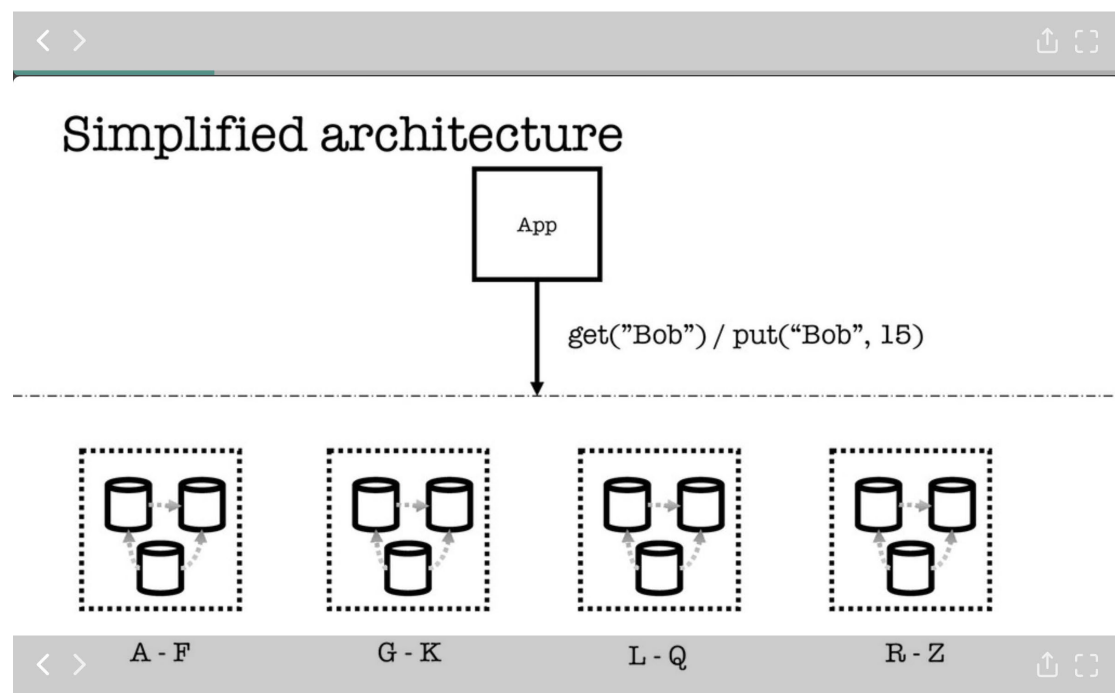 Simplified architecture
App
get(”Bob”) / put(“Bob”, 15)
A - F
G - K
L - Q
R - Z